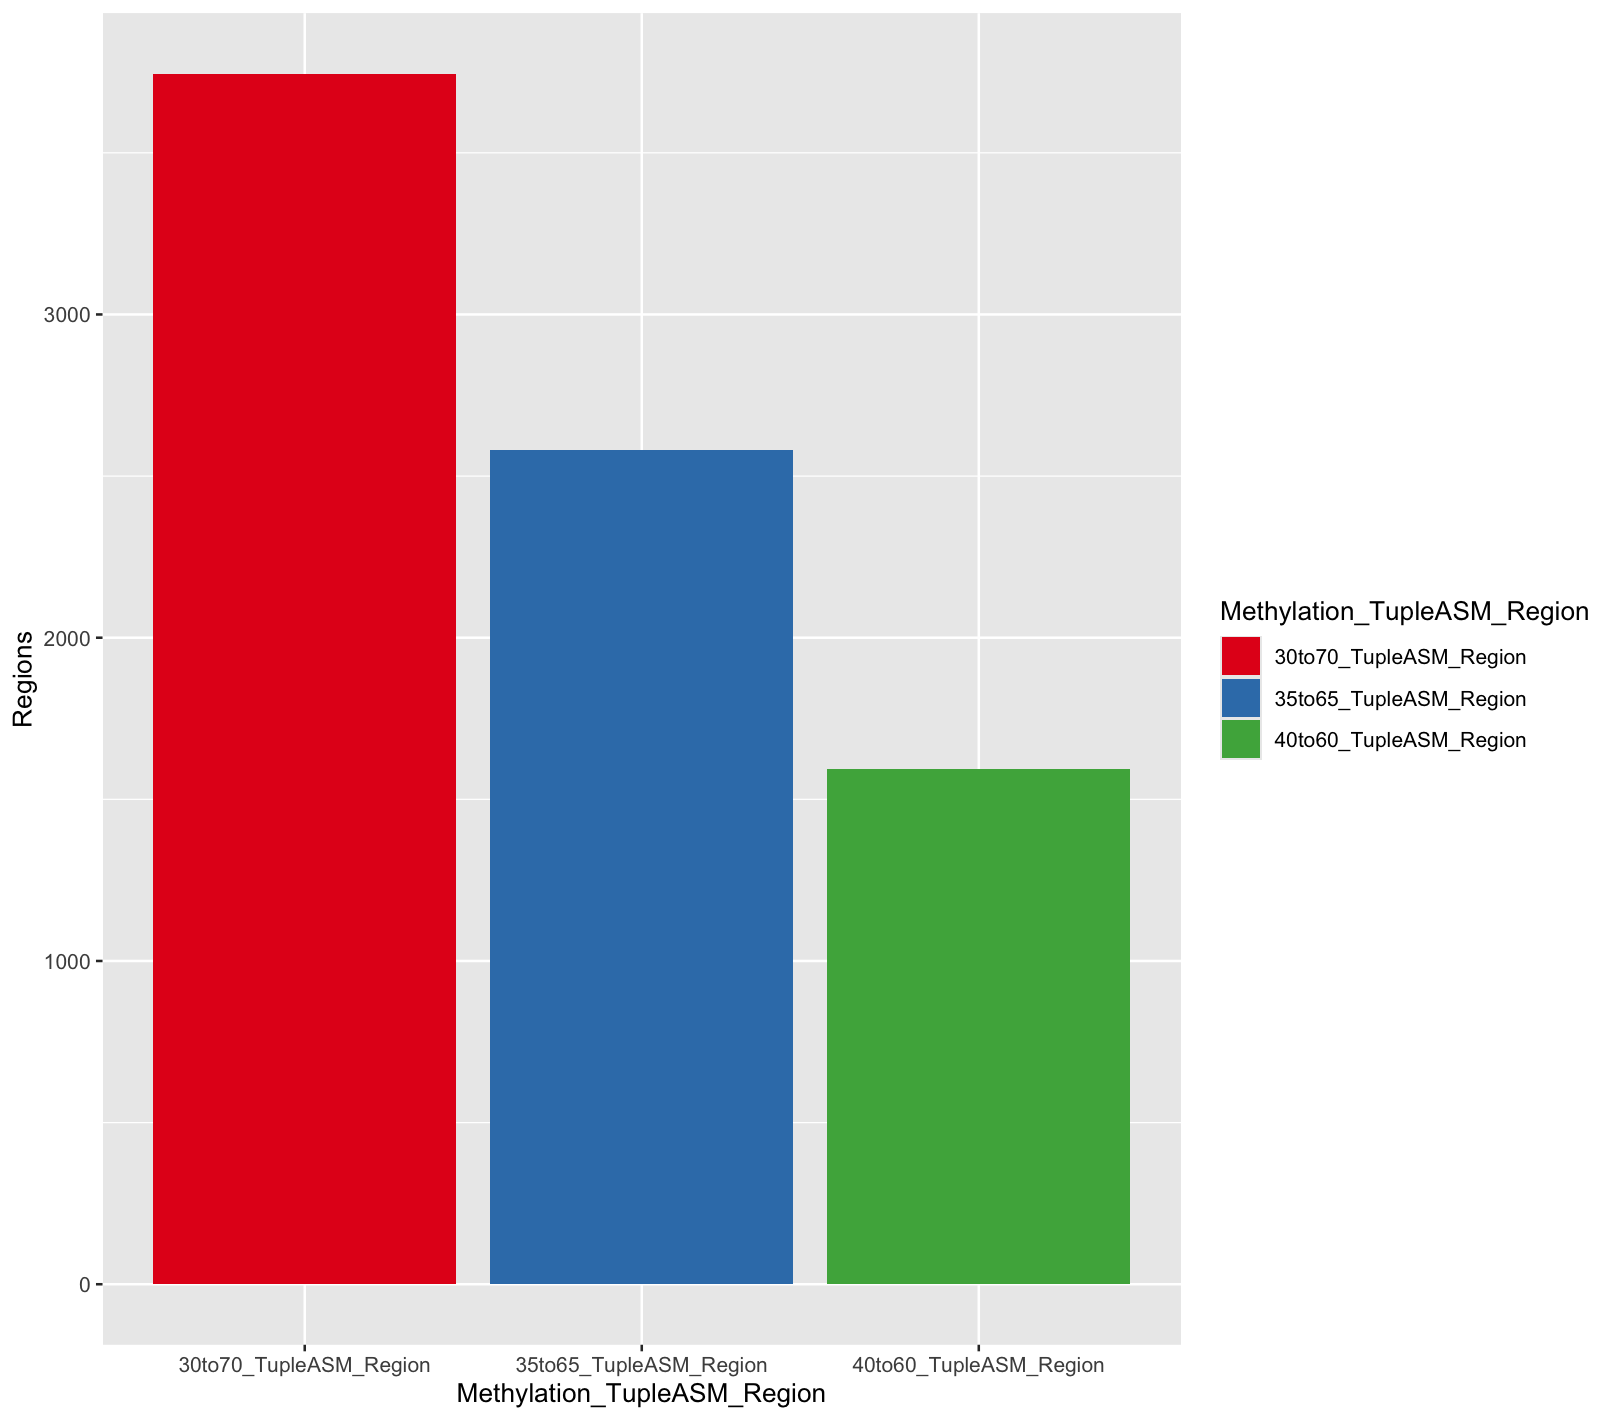 Regions
3000
2000
1000
0
30to70_TupleASM_Region
35to65_TupleASM_Region
40to60_TupleASM_Region
Methylation_TupleASM_Region
Methylation_TupleASM_Region
30to70_TupleASM_Region
35to65_TupleASM_Region
40to60_TupleASM_Region